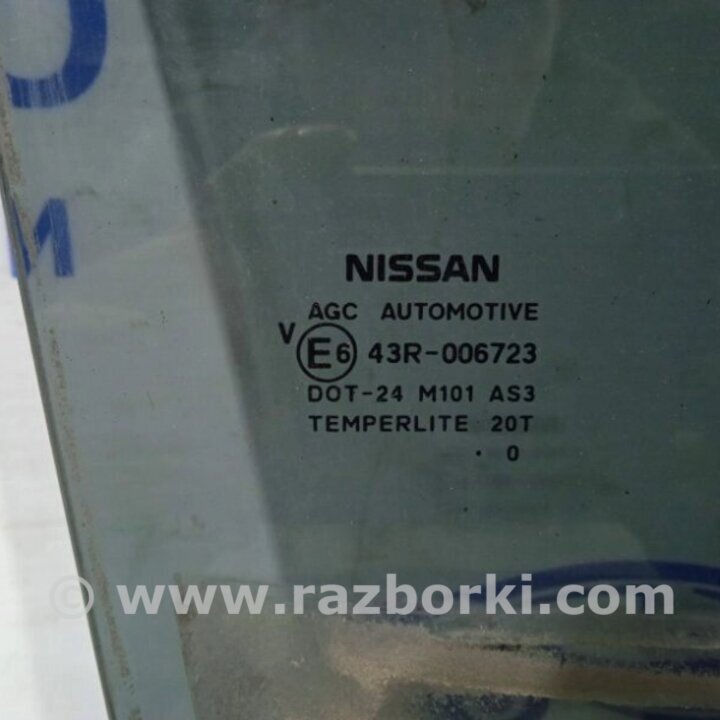 O
M
NISSAN
AGC AUTOMOTIVE
V E6 43R-006723
DOT-24 M101 AS3
TEMPERLITE 20T
. 0
© www.razborki.com